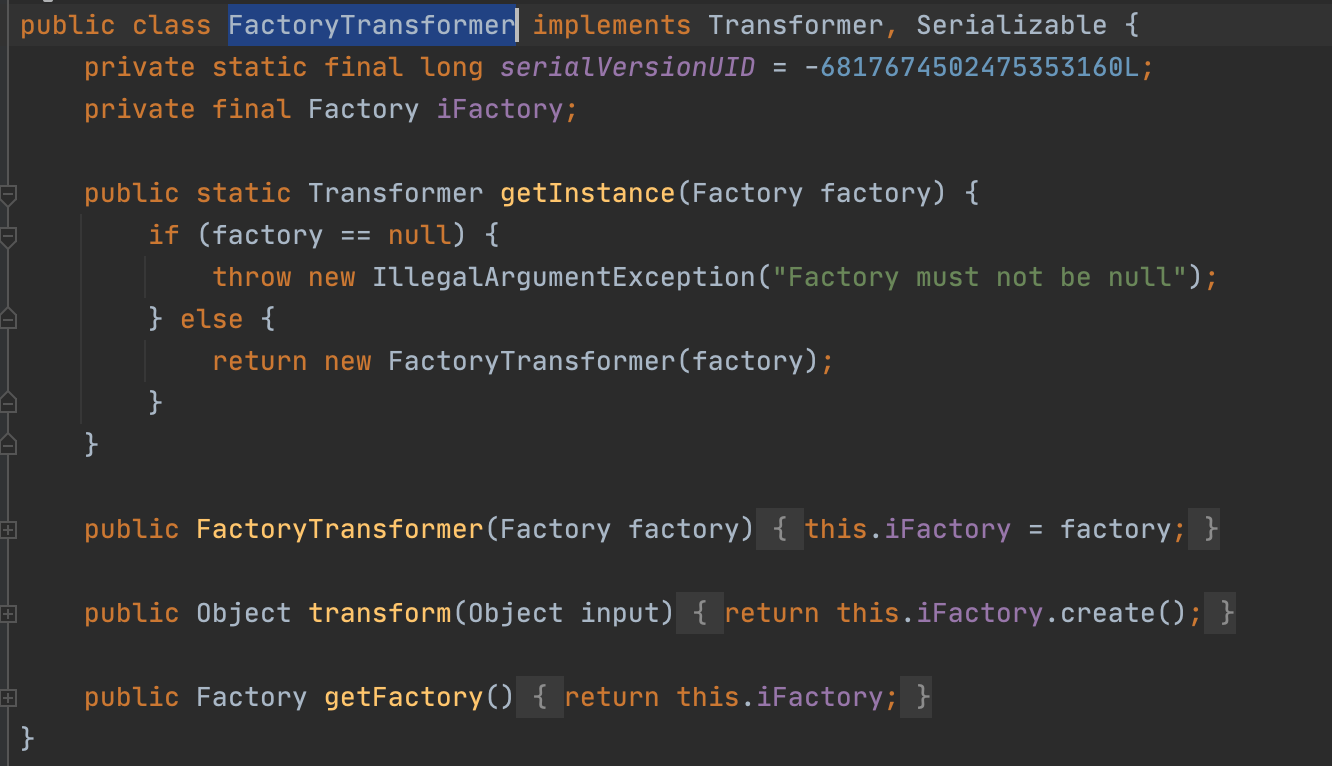 public class FactoryTransformer implements Transformer, Serializable {
    private static final long serialVersionUID = -6817674502475353160L;
    private final Factory iFactory;

    public static Transformer getInstance(Factory factory) {
        if (factory == null) {
            throw new IllegalArgumentException("Factory must not be null");
        } else {
            return new FactoryTransformer(factory);
        }
    }

    public FactoryTransformer(Factory factory) { this.iFactory = factory; }

    public Object transform(Object input) { return this.iFactory.create(); }

    public Factory getFactory() { return this.iFactory; }
}